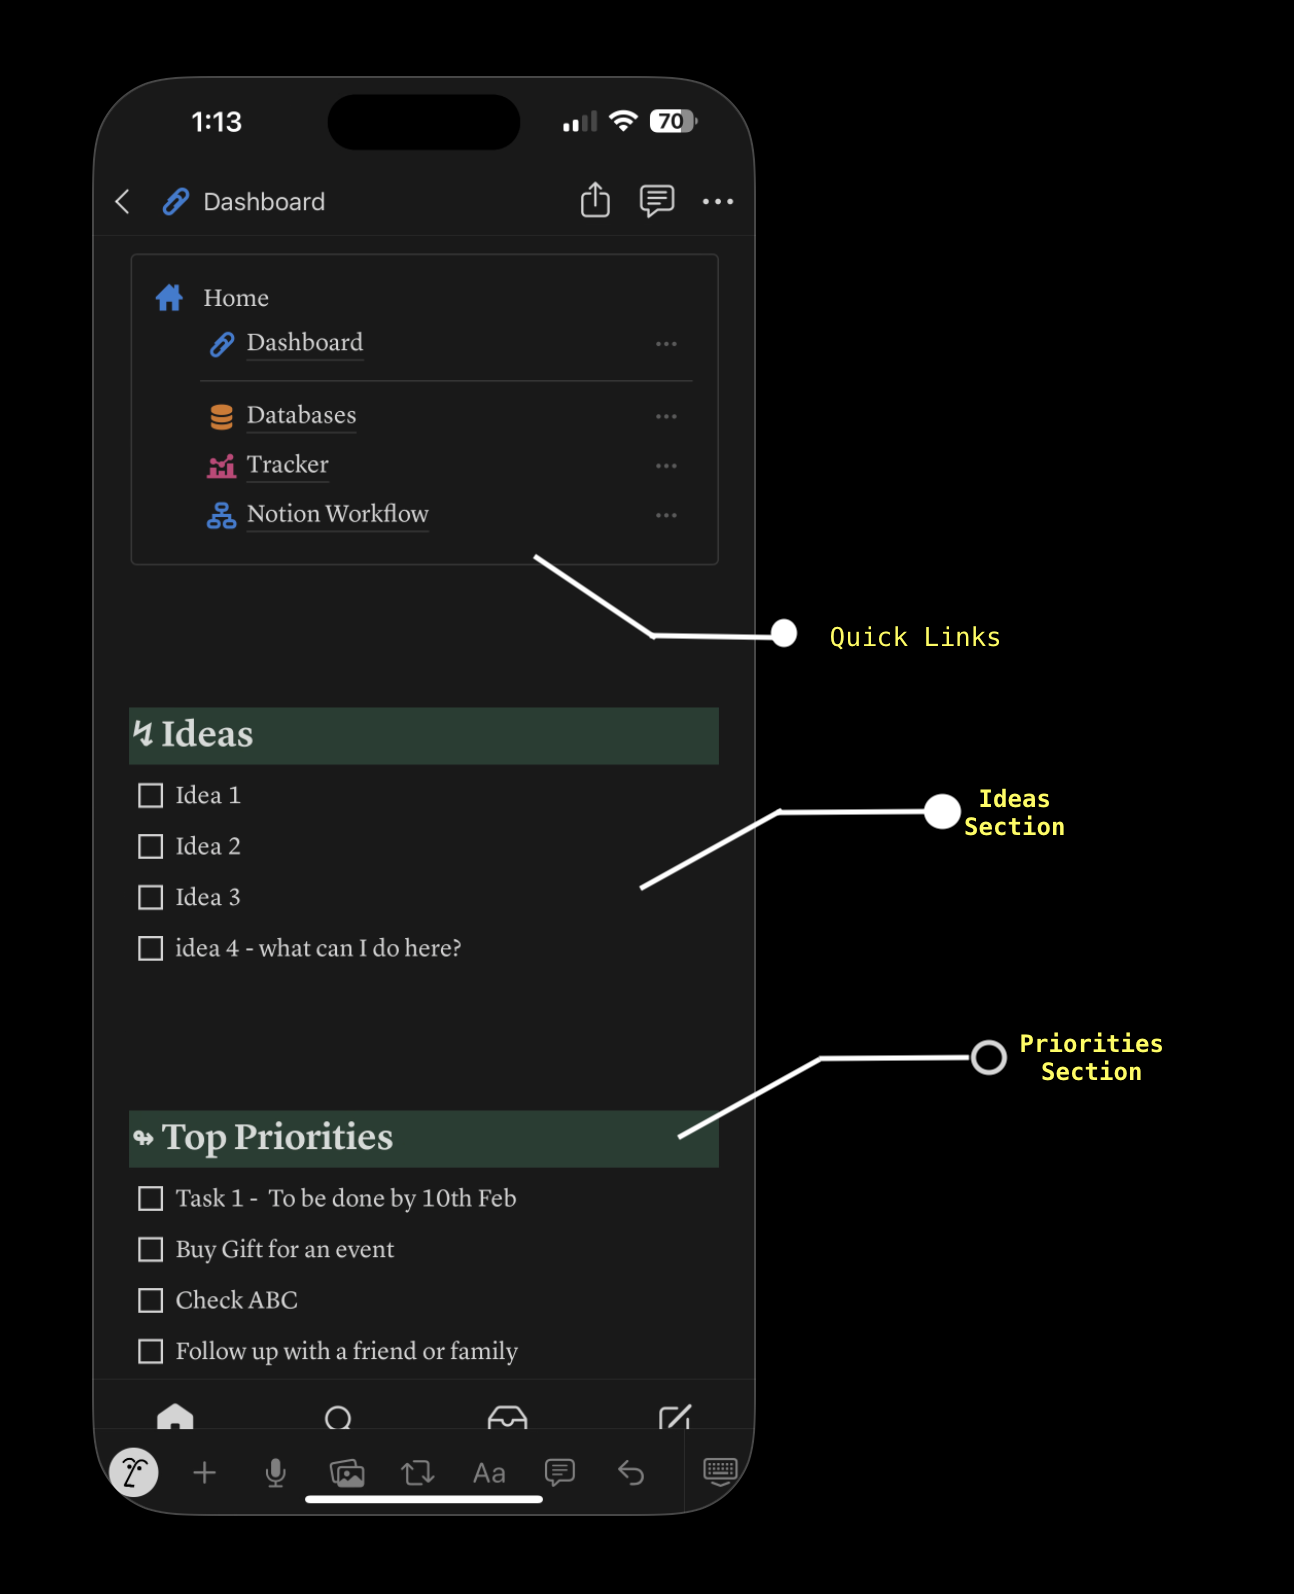 1:13
70
Dashboard
Home
Dashboard
Databases
Tracker
Notion Workflow
Quick Links
Ideas
Idea 1
Idea 2
Idea 3
idea 4 - what can I do here?
Ideas
Section
Priorities
Section
Top Priorities
Task 1 - To be done by 10th Feb
Buy Gift for an event
Check ABC
Follow up with a friend or family
Aa